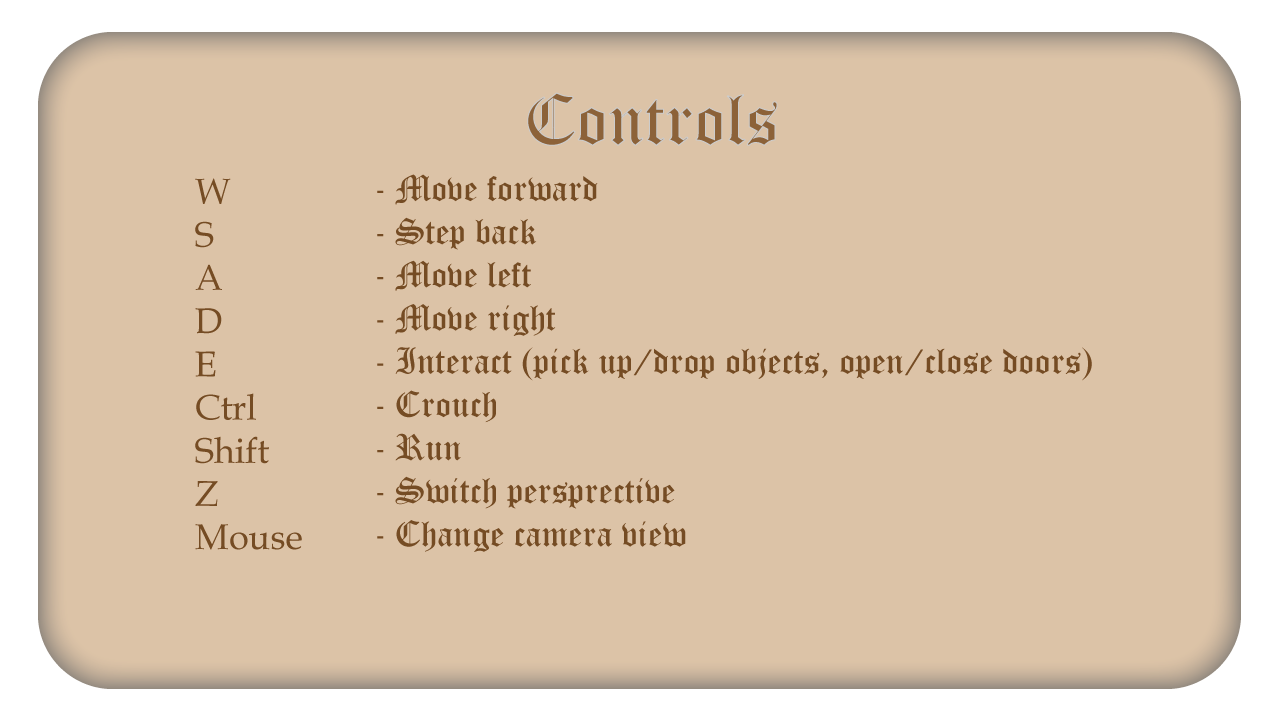 Controls
W - Move forward
S - Step back
A - Move left
D - Move right
E - Interact (pick up/drop objects, open/close doors)
Ctrl - Crouch
Shift - Run
Z - Switch persprective
Mouse - Change camera view